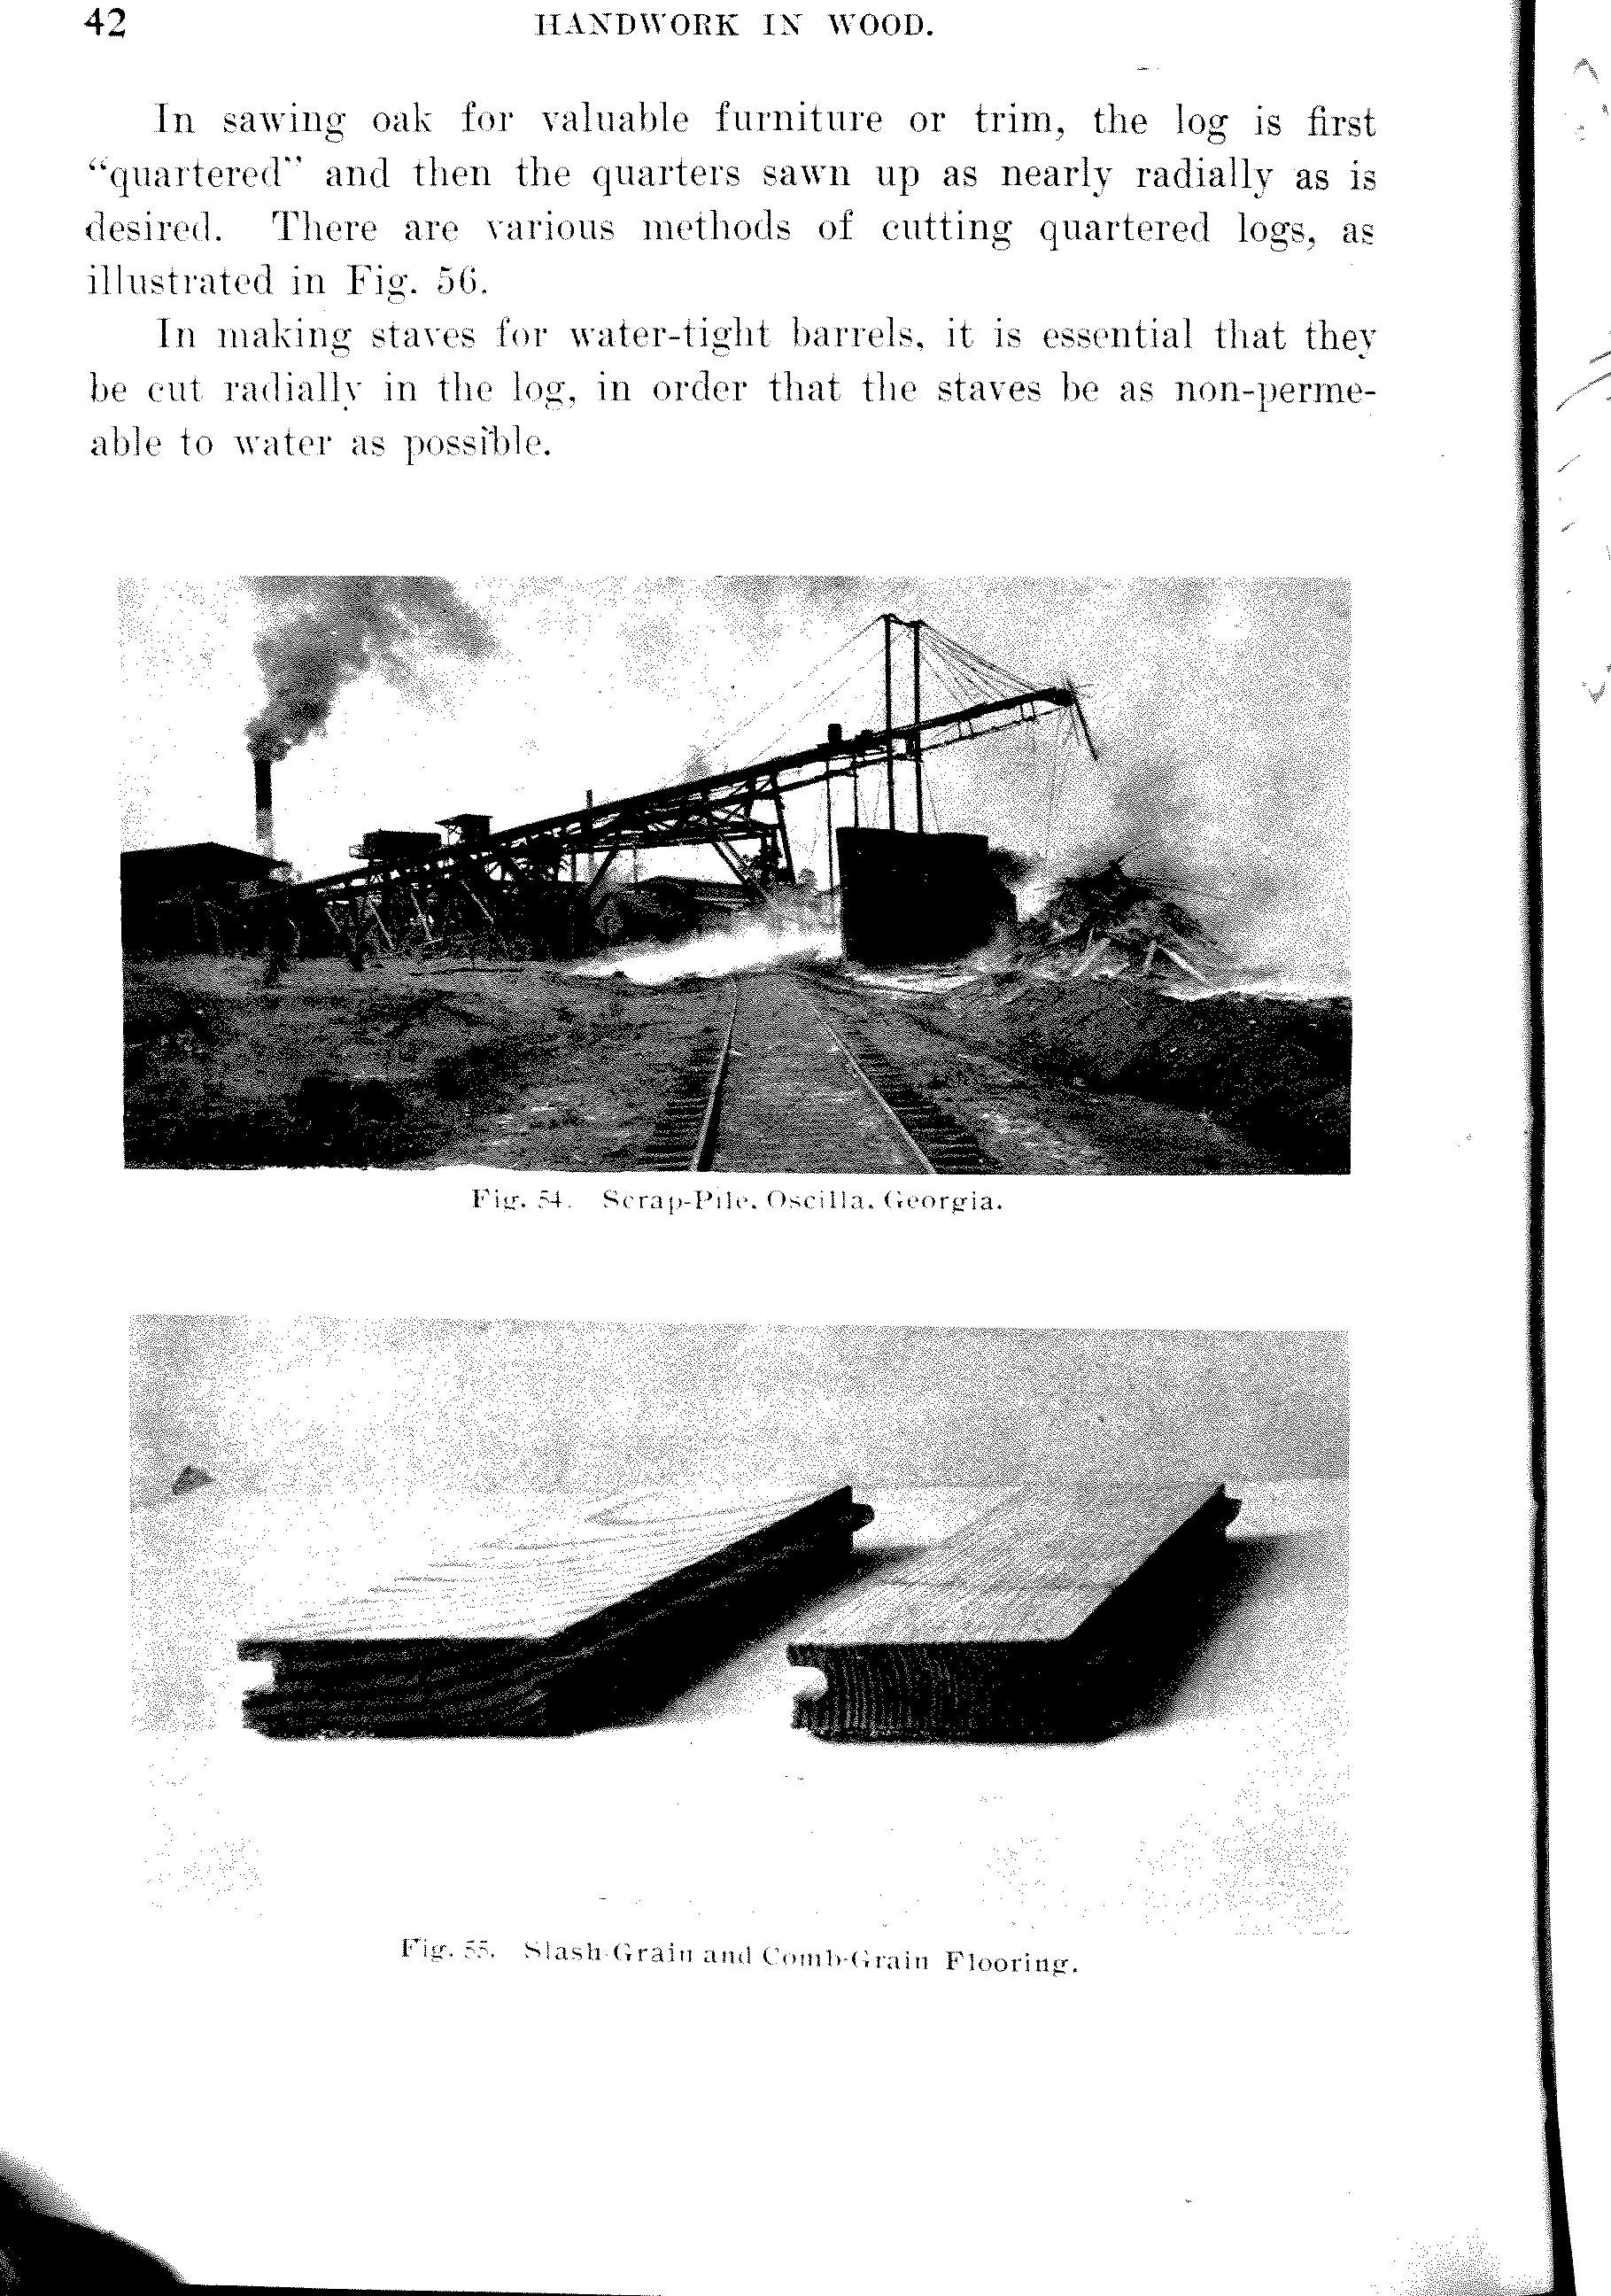 42
HANDWORK IN WOOD.
In sawing oak for valuable furniture or trim, the log is first
“quartered” and then the quarters sawn up as nearly radially as is
desired. There are various methods of cutting quartered logs, as
illustrated in Fig. 56.
In making staves for water-tight barrels, it is essential that they
be cut radially in the log, in order that the staves be as non-perme-
able to water as possible.
Fig. 54. Scrap-Pile, Oscilla, Georgia.
Fig. 55. Slash-Grain and Comb-Grain Flooring.